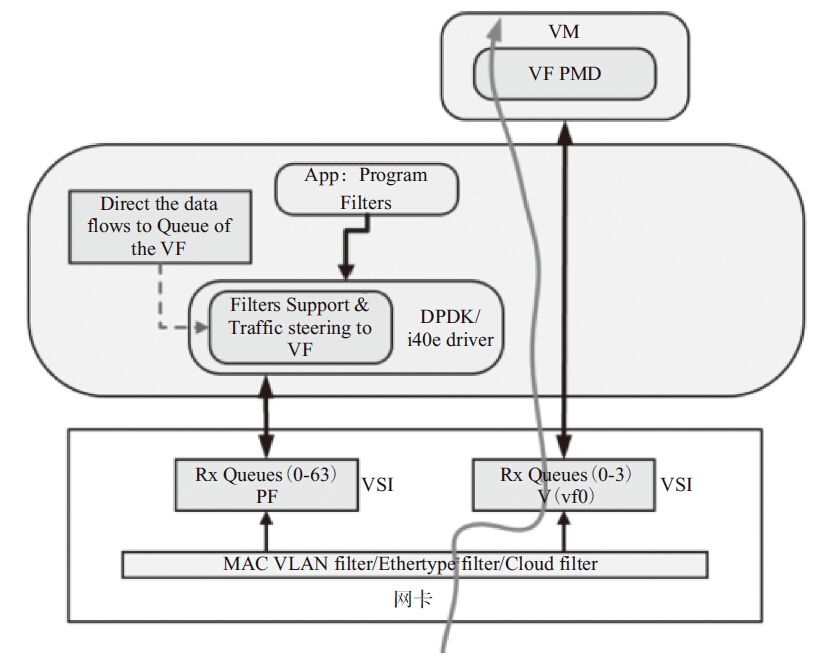 VM
VF PMD
App：Program
Filters
Direct the data
flows to Queue of
the VF
Filters Support &
Traffic steering to
VF
DPDK/
i40e driver
Rx Queues（0-63）
PF
VSI
Rx Queues（0-3）
V（vf0）
VSI
MAC VLAN filter/Ethertype filter/Cloud filter
网卡